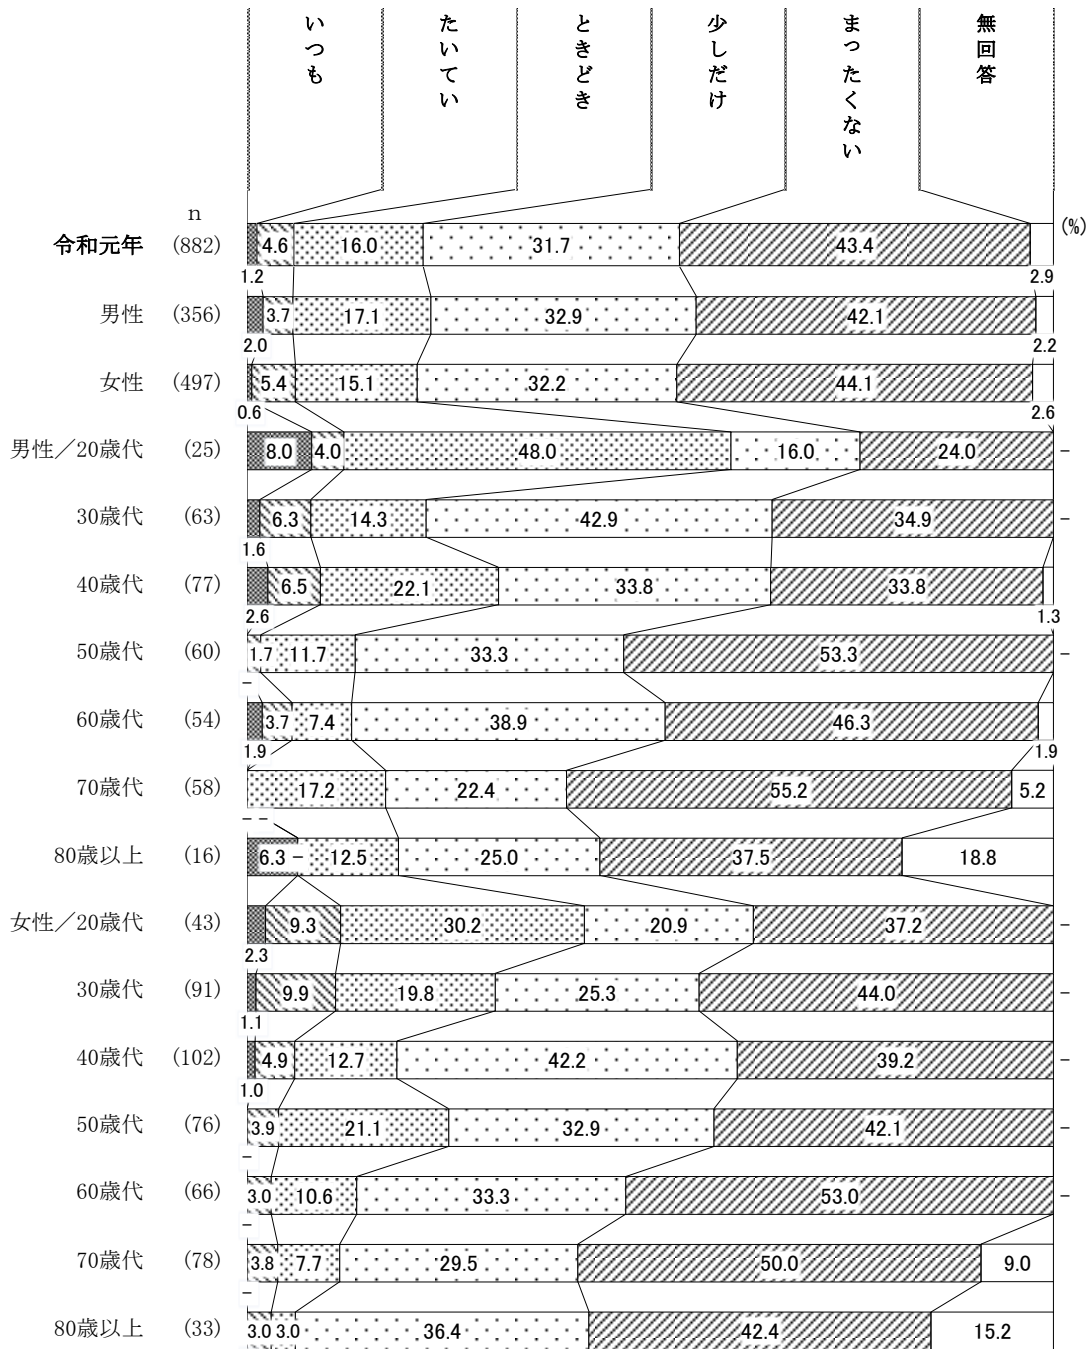 いつも
たいてい
ときどき
少しだけ
まったくない
無回答
n
(%)
令和元年 (882) 4.6 16.0 31.7 43.4
1.2 2.9
男性 (356) 3.7 17.1 32.9 42.1
2.0 2.2
女性 (497) 5.4 15.1 32.2 44.1
0.6 2.6
男性／20歳代 (25) 8.0 4.0 48.0 16.0 24.0 -
30歳代 (63) 6.3 14.3 42.9 34.9 -
1.6
40歳代 (77) 6.5 22.1 33.8 33.8
2.6 1.3
50歳代 (60) 1.7 11.7 33.3 53.3 -
-
60歳代 (54) 3.7 7.4 38.9 46.3
1.9 1.9
70歳代 (58) 17.2 22.4 55.2 5.2
- -
80歳以上 (16) 6.3 - 12.5 25.0 37.5 18.8
女性／20歳代 (43) 9.3 30.2 20.9 37.2 -
2.3
30歳代 (91) 9.9 19.8 25.3 44.0 -
1.1
40歳代 (102) 4.9 12.7 42.2 39.2 -
1.0
50歳代 (76) 3.9 21.1 32.9 42.1 -
-
60歳代 (66) 3.0 10.6 33.3 53.0 -
-
70歳代 (78) 3.8 7.7 29.5 50.0 9.0
-
80歳以上 (33) 3.0 3.0 36.4 42.4 15.2